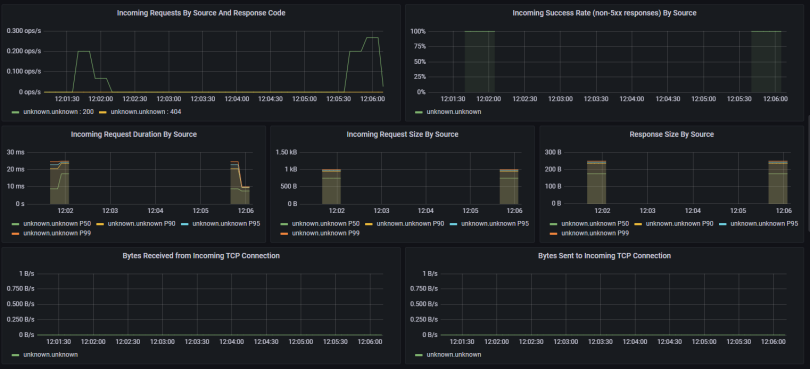 Incoming Requests By Source And Response Code
0.300 ops/s
0.200 ops/s
0.100 ops/s
0 ops/s
12:01:30 12:02:00 12:02:30 12:03:00 12:03:30 12:04:00 12:04:30 12:05:00 12:05:30 12:06:00
unknown.unknown : 200 unknown.unknown : 404
Incoming Success Rate (non-5xx responses) By Source
100%
75%
50%
25%
0%
12:01:30 12:02:00 12:02:30 12:03:00 12:03:30 12:04:00 12:04:30 12:05:00 12:05:30 12:06:00
unknown.unknown
Incoming Request Duration By Source
30 ms
20 ms
10 ms
0 s
12:02 12:03 12:04 12:05 12:06
unknown.unknown P50 unknown.unknown P90 unknown.unknown P95
unknown.unknown P99
Incoming Request Size By Source
1.50 kB
1 kB
500 B
0 B
12:02 12:03 12:04 12:05 12:06
unknown.unknown P50 unknown.unknown P90 unknown.unknown P95
unknown.unknown P99
Response Size By Source
300 B
200 B
100 B
0 B
12:02 12:03 12:04 12:05 12:06
unknown.unknown P50 unknown.unknown P90 unknown.unknown P95
unknown.unknown P99
Bytes Received from Incoming TCP Connection
1 B/s
0.750 B/s
0.500 B/s
0.250 B/s
0 B/s
12:01:30 12:02:00 12:02:30 12:03:00 12:03:30 12:04:00 12:04:30 12:05:00 12:05:30 12:06:00
unknown.unknown
Bytes Sent to Incoming TCP Connection
1 B/s
0.750 B/s
0.500 B/s
0.250 B/s
0 B/s
12:01:30 12:02:00 12:02:30 12:03:00 12:03:30 12:04:00 12:04:30 12:05:00 12:05:30 12:06:00
unknown.unknown